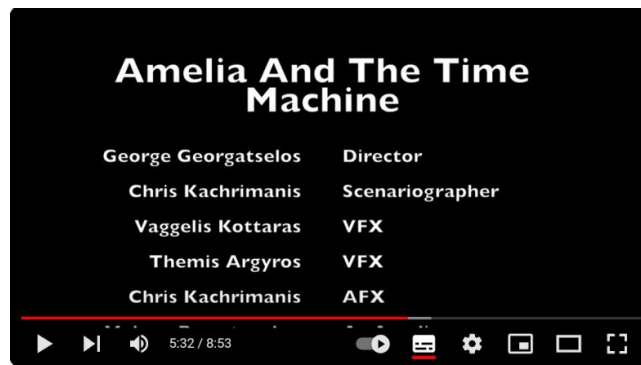 Amelia And The Time
Machine
George Georgatselos Director
Chris Kachrimanis Scenariographer
Vaggelis Kottaras VFX
Themis Argyros VFX
Chris Kachrimanis AFX
5:32 / 8:53